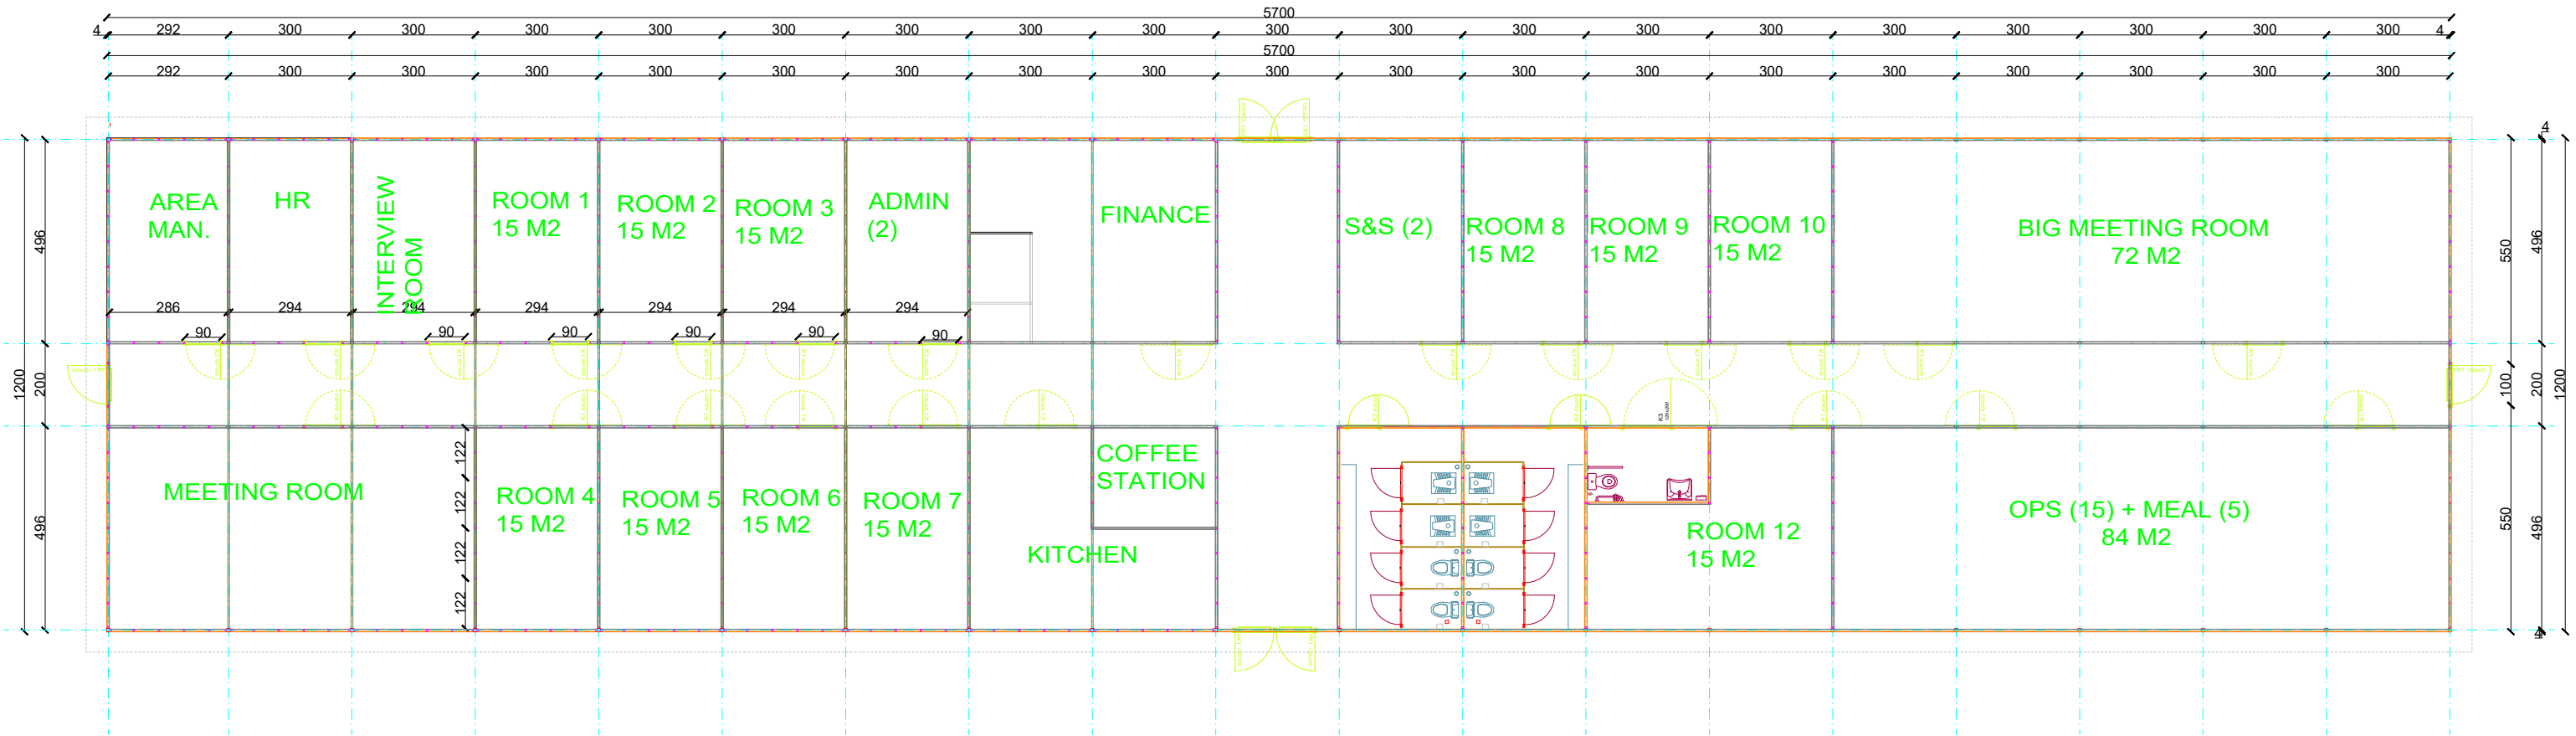 5700
4 292 300 300 300 300 300 300 300 300 300 300 300 300 300 300 300 300 300 300 4
5700
292 300 300 300 300 300 300 300 300 300 300 300 300 300 300 300 300 300 300
4
1200
496
200
496
AREA
MAN.
HR
INTERVIEW
ROOM
ROOM 1
15 M2
ROOM 2
15 M2
ROOM 3
15 M2
ADMIN
(2)
FINANCE
S&S (2)
ROOM 8
15 M2
ROOM 9
15 M2
ROOM 10
15 M2
BIG MEETING ROOM
72 M2
550
496
1200
286 294 294 294 294 294 294
90 90 90 90 90 90
100
200
K3
MEETING ROOM
122
122
122
122
ROOM 4
15 M2
ROOM 5
15 M2
ROOM 6
15 M2
ROOM 7
15 M2
COFFEE
STATION
KITCHEN
ROOM 12
15 M2
OPS (15) + MEAL (5)
84 M2
550
496
4